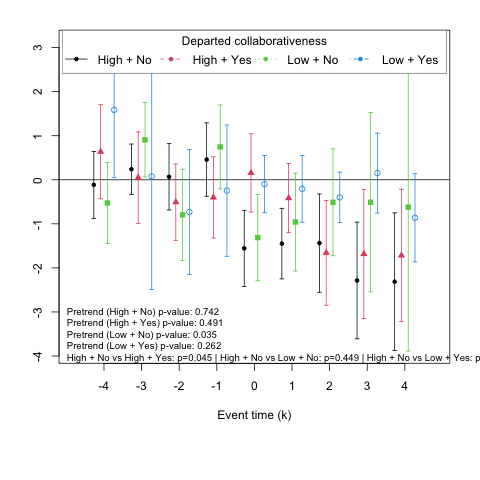 Departed collaborativeness
High + No High + Yes Low + No Low + Yes
3
2
1
0
-1
-2
-3
-4
Pretrend (High + No) p-value: 0.742
Pretrend (High + Yes) p-value: 0.491
Pretrend (Low + No) p-value: 0.035
Pretrend (Low + Yes) p-value: 0.262
High + No vs High + Yes: p=0.045 | High + No vs Low + No: p=0.449 | High + No vs Low + Yes: p
-4 -3 -2 -1 0 1 2 3 4
Event time (k)